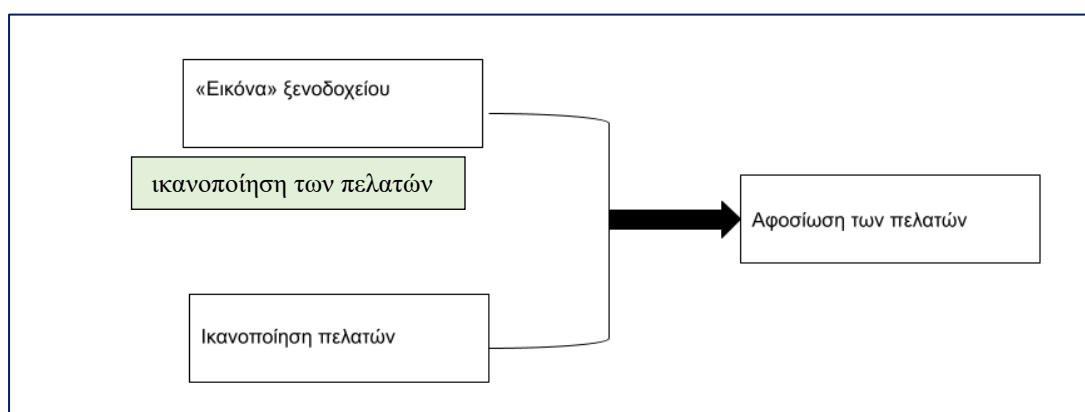 «Εικόνα» ξενοδοχείου
ικανοποίηση των πελατών
Αφοσίωση των πελατών
Ικανοποίηση πελατών